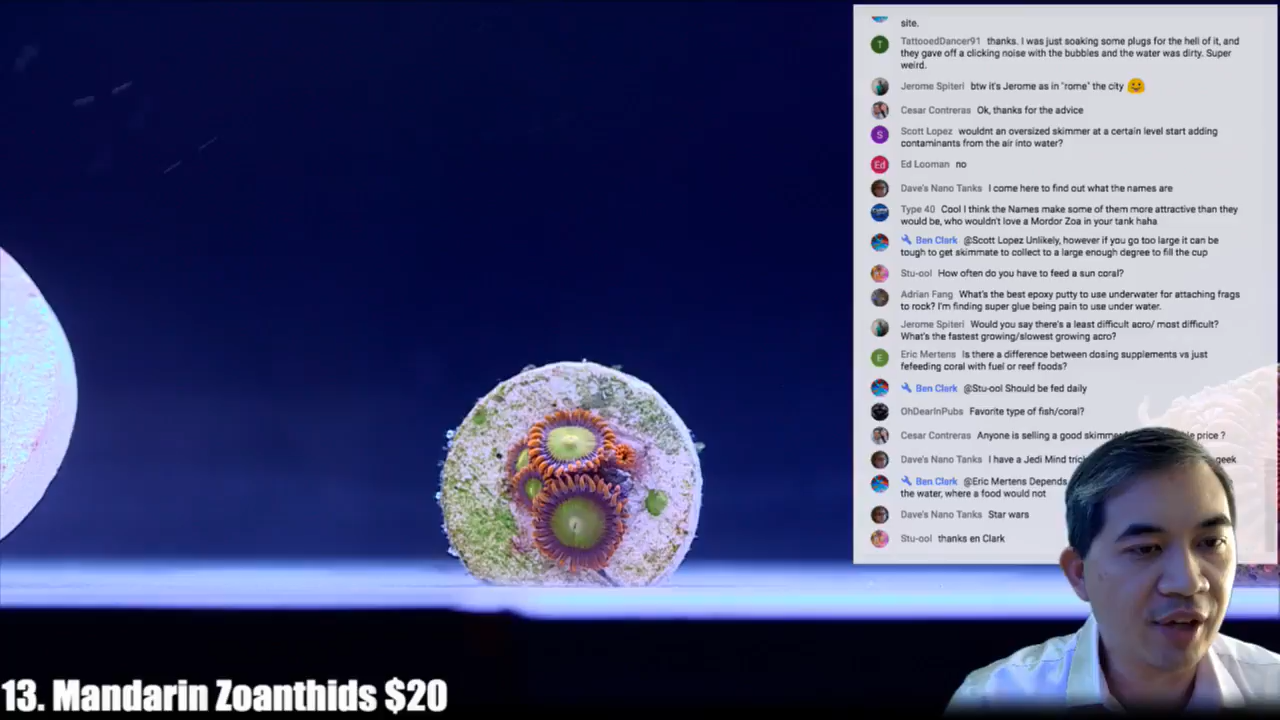 site.
T
TattooedDancer91 thanks. I was just soaking some plugs for the hell of it, and
they gave off a clicking noise with the bubbles and the water was dirty. Super
weird.
Jerome Spiteri btw it's Jerome as in "rome" the city
Cesar Contreras Ok, thanks for the advice
S
Scott Lopez wouldnt an oversized skimmer at a certain level start adding
contaminants from the air into water?
Ed
Ed Looman no
Dave's Nano Tanks I come here to find out what the names are
Type 40 Cool I think the Names make some of them more attractive than they
would be, who wouldn't love a Mordor Zoa in your tank haha
Ben Clark @Scott Lopez Unlikely, however if you go too large it can be
tough to get skimmate to collect to a large enough degree to fill the cup
Stu-ool How often do you have to feed a sun coral?
Adrian Fang What's the best epoxy putty to use underwater for attaching frags
to rock? I'm finding super glue being pain to use under water.
Jerome Spiteri Would you say there's a least difficult acro/ most difficult?
What's the fastest growing/slowest growing acro?
E
Eric Mertens Is there a difference between dosing supplements vs just
fefeeding coral with fuel or reef foods?
Ben Clark @Stu-ool Should be fed daily
OhDearInPubs Favorite type of fish/coral?
Cesar Contreras Anyone is selling a good skimmer price ?
Dave's Nano Tanks I have a Jedi Mind geek
Ben Clark @Eric Mertens Depends
the water, where a food would not
Dave's Nano Tanks Star wars
Stu-ool thanks en Clark
13. Mandarin Zoanthids $20